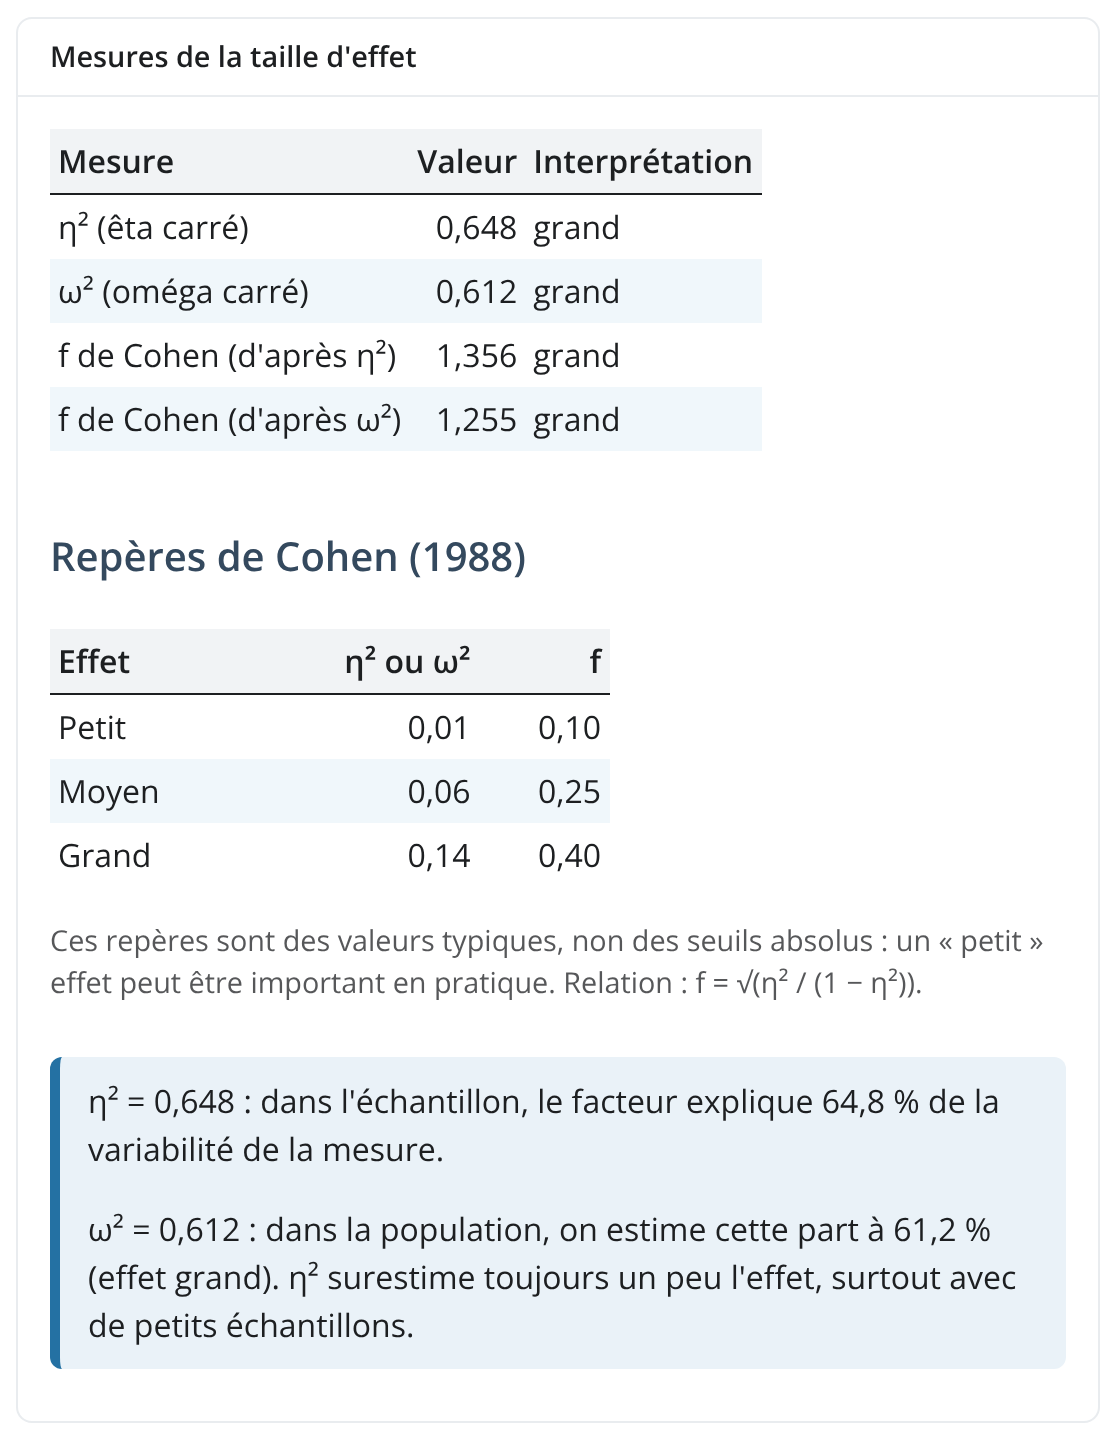 Mesures de la taille d'effet
Mesure Valeur Interprétation
η² (êta carré) 0,648 grand
ω² (oméga carré) 0,612 grand
f de Cohen (d'après η²) 1,356 grand
f de Cohen (d'après ω²) 1,255 grand
Repères de Cohen (1988)
Effet η² ou ω² f
Petit 0,01 0,10
Moyen 0,06 0,25
Grand 0,14 0,40
Ces repères sont des valeurs typiques, non des seuils absolus : un « petit »
effet peut être important en pratique. Relation : f = √(η² / (1 − η²)).
η² = 0,648 : dans l'échantillon, le facteur explique 64,8 % de la
variabilité de la mesure.
ω² = 0,612 : dans la population, on estime cette part à 61,2 %
(effet grand). η² surestime toujours un peu l'effet, surtout avec
de petits échantillons.